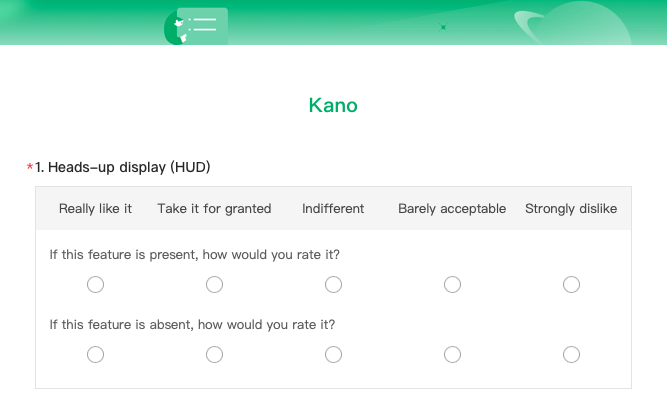 Kano
*1. Heads-up display (HUD)
Really like it Take it for granted Indifferent Barely acceptable Strongly dislike
If this feature is present, how would you rate it?
If this feature is absent, how would you rate it?